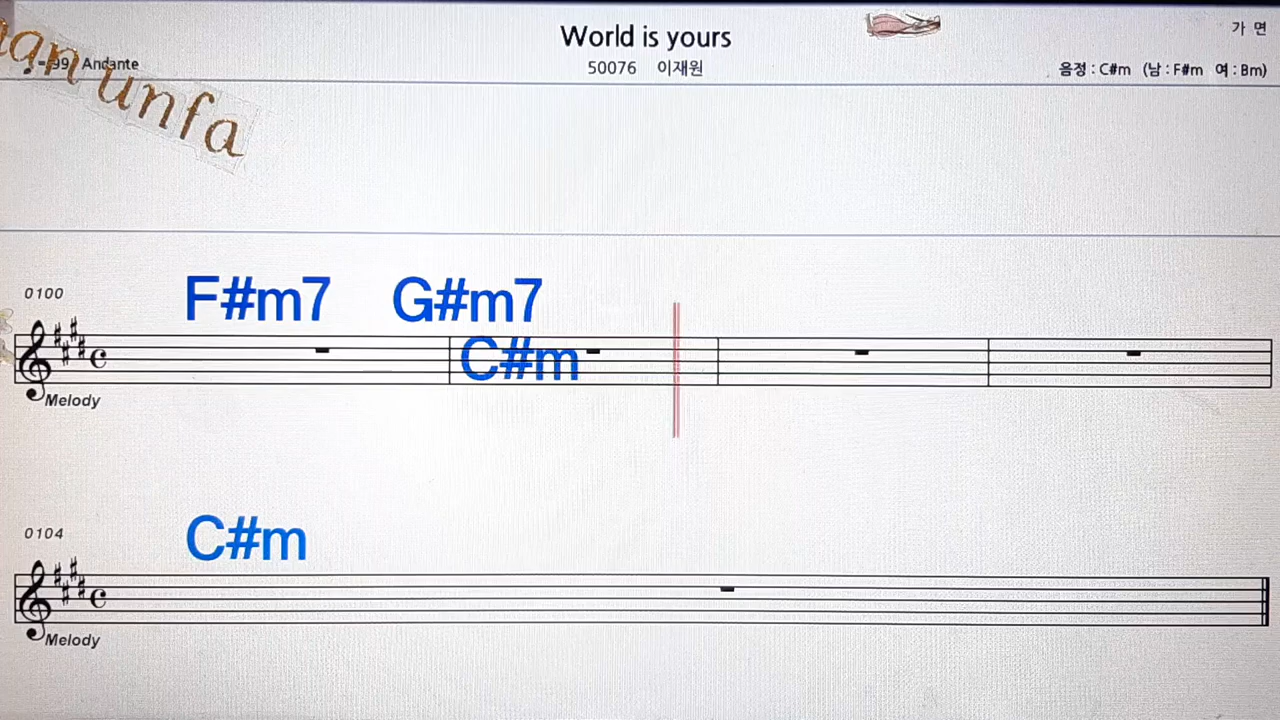 World is yours
가 면
99 Andante
50076 이재원
음정 : C#m (남 : F#m 여 : Bm)
unfa
0100
F#m7 G#m7
C#m
Melody
0104
C#m
Melody